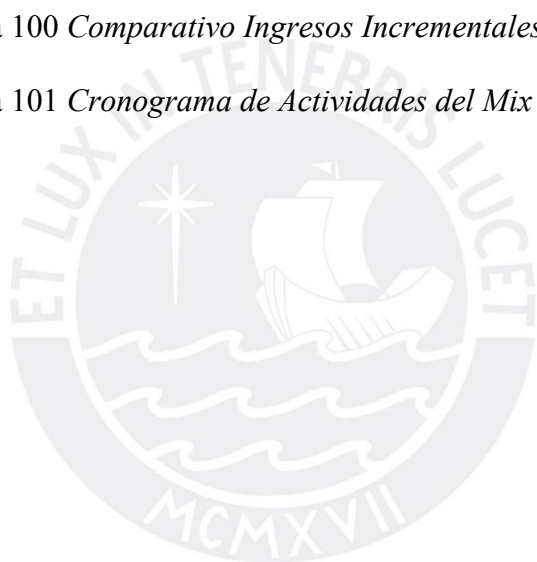 a 100 Comparativo Ingresos Incrementales
a 101 Cronograma de Actividades del Mix
ET LUX IN TENEBRIS LUCET
MCMXVII